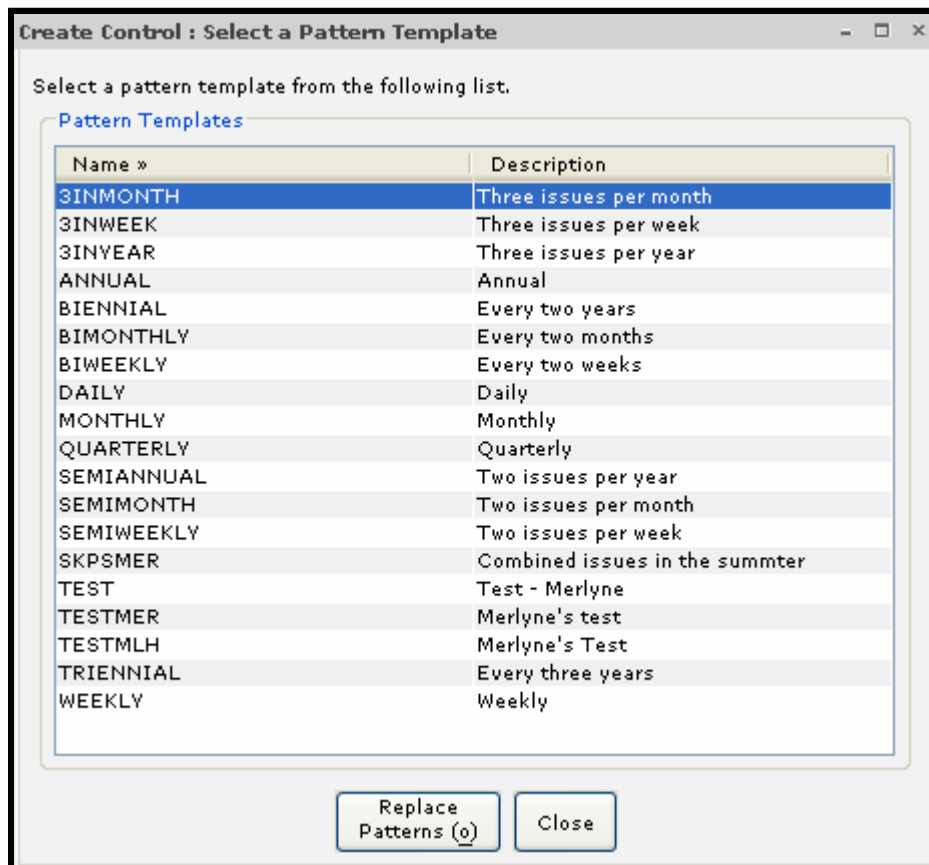 Create Control : Select a Pattern Template
Select a pattern template from the following list.
Pattern Templates
Name » Description
3INMONTH Three issues per month
3INWEEK Three issues per week
3INYEAR Three issues per year
ANNUAL Annual
BIENNIAL Every two years
BIMONTHLY Every two months
BIWEEKLY Every two weeks
DAILY Daily
MONTHLY Monthly
QUARTERLY Quarterly
SEMIANNUAL Two issues per year
SEMIMONTH Two issues per month
SEMIWEEKLY Two issues per week
SKPSMER Combined issues in the summter
TEST Test - Merlyne
TESTMER Merlyne's test
TESTMLH Merlyne's Test
TRIENNIAL Every three years
WEEKLY Weekly
Replace
Patterns (o)
Close